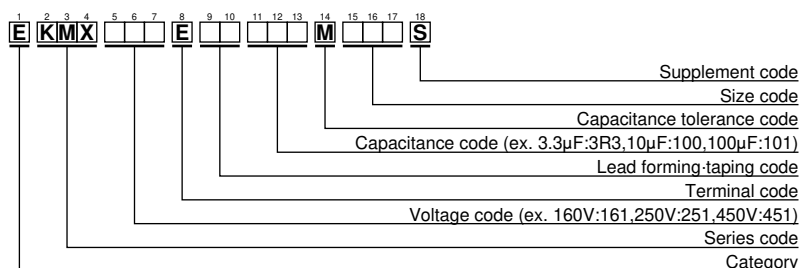 1 2 3 4 5 6 7 8 9 10 11 12 13 14 15 16 17 18
E KMX E M S
Supplement code
Size code
Capacitance tolerance code
Capacitance code (ex. 3.3μF:3R3,10μF:100,100μF:101)
Lead forming·taping code
Terminal code
Voltage code (ex. 160V:161,250V:251,450V:451)
Series code
Category